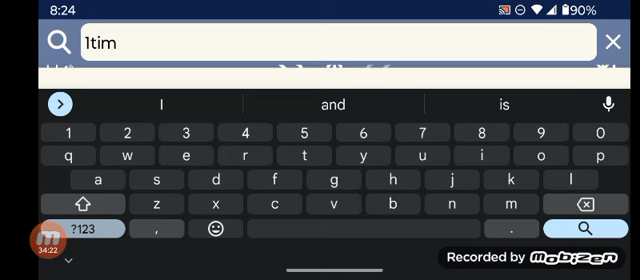 8:24
90%
1tim
I and is
1 2 3 4 5 6 7 8 9 0
q w e r t y u i o p
a s d f g h j k l
z x c v b n m
?123 , .
34:22
Recorded by mobizen